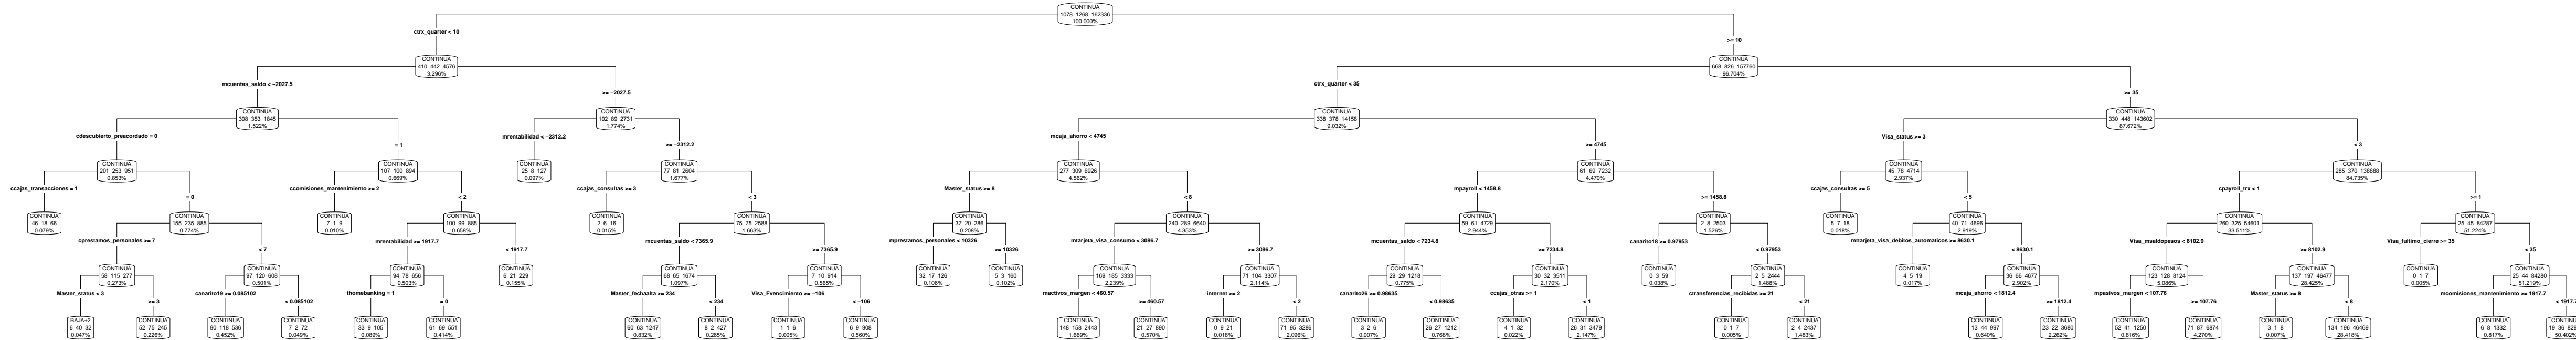 CONTINUA
1078 1268 162336
100.000%
ctrx_quarter < 10
>= 10
CONTINUA
410 442 4576
3.296%
CONTINUA
668 826 157760
96.704%
mcuentas_saldo < −2027.5
>= −2027.5
ctrx_quarter < 35
>= 35
CONTINUA
308 353 1845
1.522%
CONTINUA
102 89 2731
1.774%
CONTINUA
338 378 14158
9.032%
CONTINUA
330 448 143602
87.672%
cdescubierto_preacordado = 0
= 1
mrentabilidad < −2312.2
>= −2312.2
mcaja_ahorro < 4745
>= 4745
Visa_status >= 3
< 3
CONTINUA
201 253 951
0.853%
CONTINUA
107 100 894
0.669%
CONTINUA
25 8 127
0.097%
CONTINUA
77 81 2604
1.677%
CONTINUA
277 309 6926
4.562%
CONTINUA
61 69 7232
4.470%
CONTINUA
45 78 4714
2.937%
CONTINUA
285 370 138888
84.735%
ccajas_transacciones = 1
= 0
ccomisiones_mantenimiento >= 2
< 2
ccajas_consultas >= 3
< 3
Master_status >= 8
< 8
mpayroll < 1458.8
>= 1458.8
ccajas_consultas >= 5
< 5
cpayroll_trx < 1
>= 1
CONTINUA
46 18 66
0.079%
CONTINUA
155 235 885
0.774%
CONTINUA
7 1 9
0.010%
CONTINUA
100 99 885
0.658%
CONTINUA
2 6 16
0.015%
CONTINUA
75 75 2588
1.663%
CONTINUA
37 20 286
0.208%
CONTINUA
240 289 6640
4.353%
CONTINUA
59 61 4729
2.944%
CONTINUA
2 8 2503
1.526%
CONTINUA
5 7 18
0.018%
CONTINUA
40 71 4696
2.919%
CONTINUA
260 325 54601
33.511%
CONTINUA
25 45 84287
51.224%
cprestamos_personales >= 7
< 7
mrentabilidad >= 1917.7
< 1917.7
mcuentas_saldo < 7365.9
>= 7365.9
mprestamos_personales < 10326
>= 10326
mtarjeta_visa_consumo < 3086.7
>= 3086.7
mcuentas_saldo < 7234.8
>= 7234.8
canarito18 >= 0.97953
< 0.97953
mttarjeta_visa_debitos_automaticos >= 8630.1
< 8630.1
Visa_msaldopesos < 8102.9
>= 8102.9
Visa_fultimo_cierre >= 35
< 35
CONTINUA
58 115 277
0.273%
CONTINUA
97 120 608
0.501%
CONTINUA
94 78 656
0.503%
CONTINUA
6 21 229
0.155%
CONTINUA
68 65 1674
1.097%
CONTINUA
7 10 914
0.565%
CONTINUA
32 17 126
0.106%
CONTINUA
5 3 160
0.102%
CONTINUA
169 185 3333
2.239%
CONTINUA
71 104 3307
2.114%
CONTINUA
29 29 1218
0.775%
CONTINUA
30 32 3511
2.170%
CONTINUA
0 3 59
0.038%
CONTINUA
2 5 2444
1.488%
CONTINUA
4 5 19
0.017%
CONTINUA
36 66 4677
2.902%
CONTINUA
123 128 8124
5.086%
CONTINUA
137 197 46477
28.425%
CONTINUA
0 1 7
0.005%
CONTINUA
25 44 84280
51.219%
Master_status < 3
>= 3
canarito19 >= 0.085102
< 0.085102
thomebanking = 1
= 0
Master_fechaalta >= 234
< 234
Visa_Fvencimiento >= −106
< −106
mactivos_margen < 460.57
>= 460.57
internet >= 2
< 2
canarito26 >= 0.98635
< 0.98635
ccajas_otras >= 1
< 1
ctransferencias_recibidas >= 21
< 21
mcaja_ahorro < 1812.4
>= 1812.4
mpasivos_margen < 107.76
>= 107.76
Master_status >= 8
< 8
mcomisiones_mantenimiento >= 1917.7
< 1917.7
BAJA+2
6 40 32
0.047%
CONTINUA
52 75 245
0.226%
CONTINUA
90 118 536
0.452%
CONTINUA
7 2 72
0.049%
CONTINUA
33 9 105
0.089%
CONTINUA
61 69 551
0.414%
CONTINUA
60 63 1247
0.832%
CONTINUA
8 2 427
0.265%
CONTINUA
1 1 6
0.005%
CONTINUA
6 9 908
0.560%
CONTINUA
148 158 2443
1.669%
CONTINUA
21 27 890
0.570%
CONTINUA
0 9 21
0.018%
CONTINUA
71 95 3286
2.096%
CONTINUA
3 2 6
0.007%
CONTINUA
26 27 1212
0.768%
CONTINUA
4 1 32
0.022%
CONTINUA
26 31 3479
2.147%
CONTINUA
0 1 7
0.005%
CONTINUA
2 4 2437
1.483%
CONTINUA
13 44 997
0.640%
CONTINUA
23 22 3680
2.262%
CONTINUA
52 41 1250
0.816%
CONTINUA
71 87 6874
4.270%
CONTINUA
3 1 8
0.007%
CONTINUA
134 196 46469
28.418%
CONTINUA
6 8 1332
0.817%
CONTINU
19 36 829
50.402%